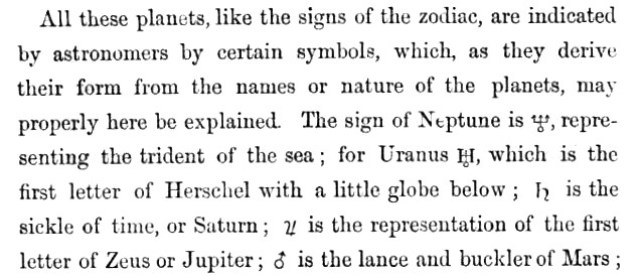 All these planets, like the signs of the zodiac, are indicated
by astronomers by certain symbols, which, as they derive
their form from the names or nature of the planets, may
properly here be explained. The sign of Neptune is ♆, repre-
senting the trident of the sea; for Uranus ♅, which is the
first letter of Herschel with a little globe below; ♄ is the
sickle of time, or Saturn; ♃ is the representation of the first
letter of Zeus or Jupiter; ♂ is the lance and buckler of Mars;